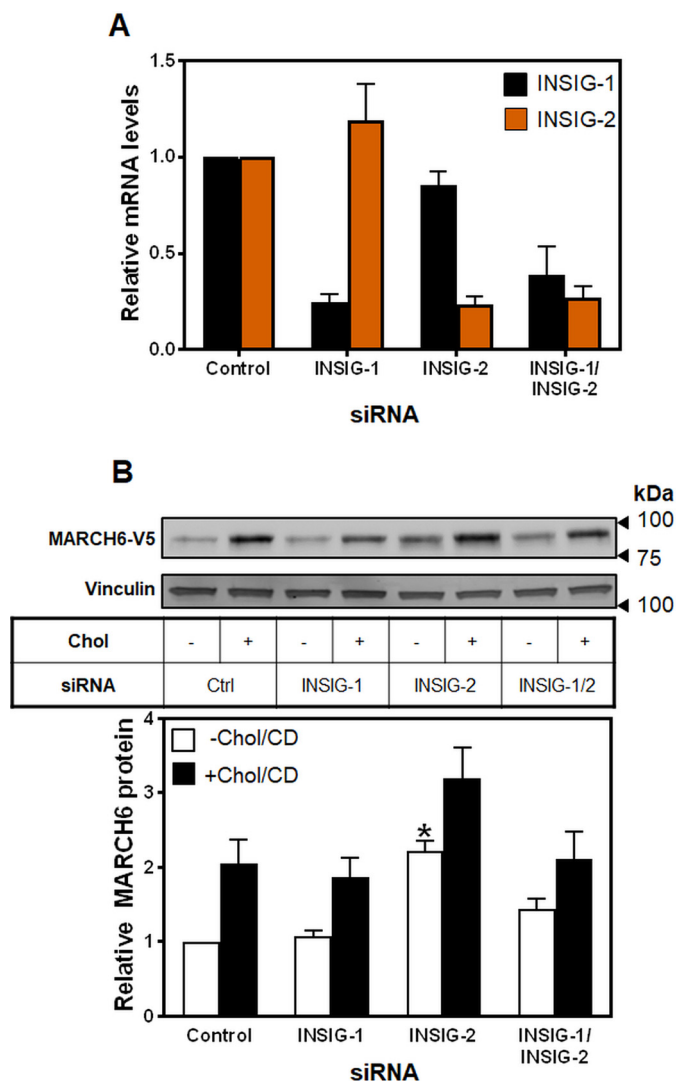 A
INSIG-1
INSIG-2
Relative mRNA levels
1.5
1.0
0.5
0.0
Control
INSIG-1
INSIG-2
INSIG-1/
INSIG-2
siRNA
B
kDa
MARCH6-V5
100
75
Vinculin
100
Chol - + - + - + - +
siRNA Ctrl INSIG-1 INSIG-2 INSIG-1/2
-Chol/CD
+Chol/CD
Relative MARCH6 protein
4
3
2
1
0
*
Control
INSIG-1
INSIG-2
INSIG-1/
INSIG-2
siRNA